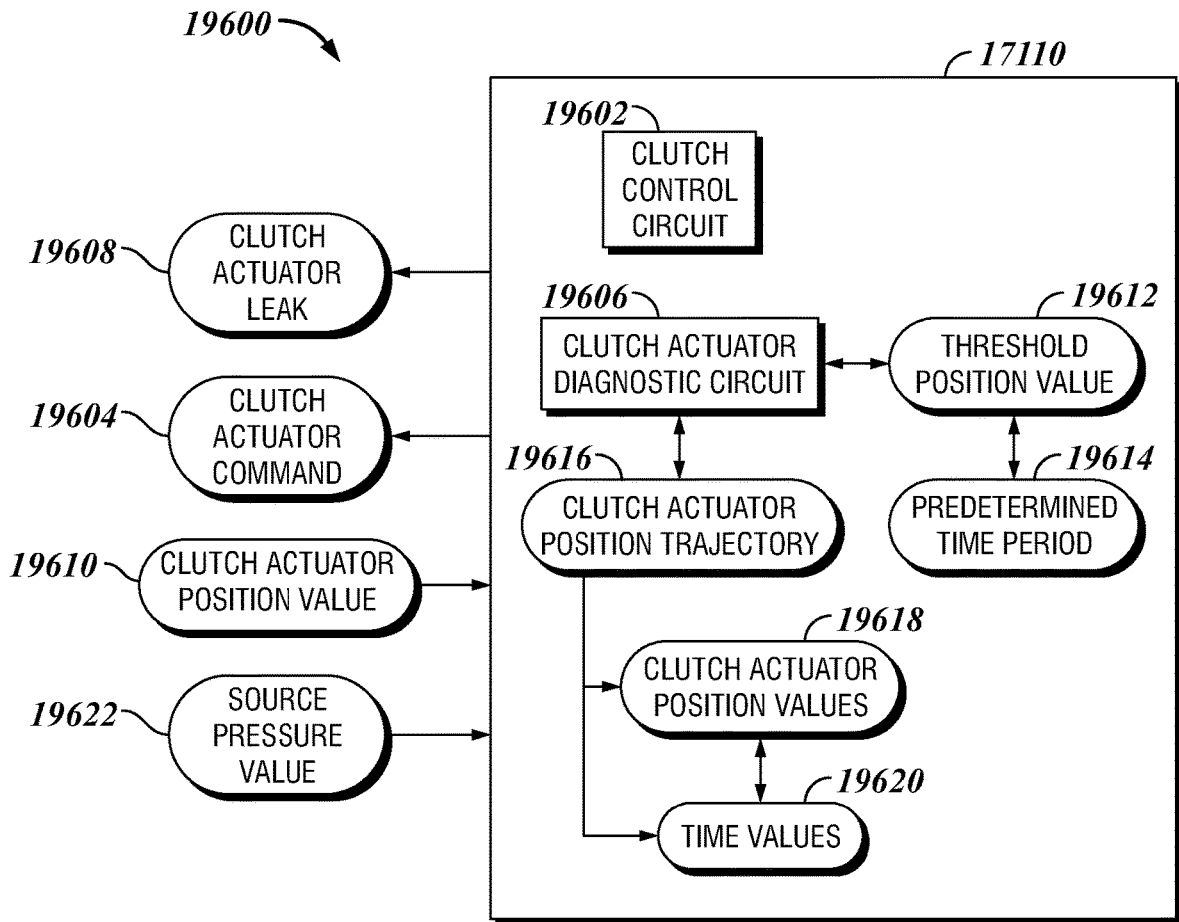 19600
17110
19602
CLUTCH
CONTROL
CIRCUIT
19608
CLUTCH
ACTUATOR
LEAK
19606
CLUTCH ACTUATOR
DIAGNOSTIC CIRCUIT
19612
THRESHOLD
POSITION VALUE
19604
CLUTCH
ACTUATOR
COMMAND
19616
CLUTCH ACTUATOR
POSITION TRAJECTORY
19614
PREDETERMINED
TIME PERIOD
19610
CLUTCH ACTUATOR
POSITION VALUE
19618
CLUTCH ACTUATOR
POSITION VALUES
19622
SOURCE
PRESSURE
VALUE
19620
TIME VALUES